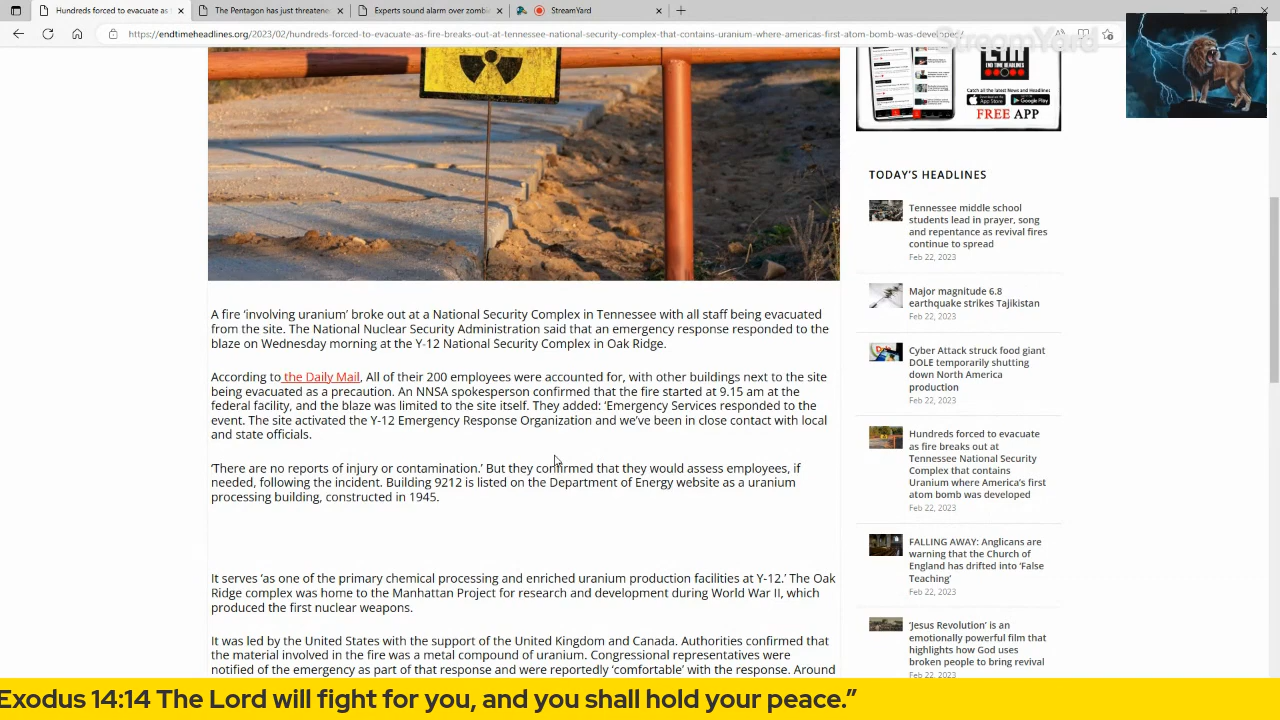 Hundreds forced to evacuate as
The Pentagon has just threatene
Experts sound alarm over zombi
StreamYard
https://endtimeheadlines.org/2023/02/hundreds-forced-to-evacuate-as-fire-breaks-out-at-tennessee-national-security-complex-that-contains-uranium-where-americas-first-atom-bomb-was-developed/
StreamYard
Catch all the latest News and Headlines
App Store
Google Play
FREE APP
A fire ‘involving uranium’ broke out at a National Security Complex in Tennessee with all staff being evacuated
from the site. The National Nuclear Security Administration said that an emergency response responded to the
blaze on Wednesday morning at the Y-12 National Security Complex in Oak Ridge.
According to the Daily Mail, All of their 200 employees were accounted for, with other buildings next to the site
being evacuated as a precaution. An NNSA spokesperson confirmed that the fire started at 9.15 am at the
federal facility, and the blaze was limited to the site itself. They added: ‘Emergency Services responded to the
event. The site activated the Y-12 Emergency Response Organization and we’ve been in close contact with local
and state officials.
‘There are no reports of injury or contamination.’ But they confirmed that they would assess employees, if
needed, following the incident. Building 9212 is listed on the Department of Energy website as a uranium
processing building, constructed in 1945.
It serves ‘as one of the primary chemical processing and enriched uranium production facilities at Y-12.’ The Oak
Ridge complex was home to the Manhattan Project for research and development during World War II, which
produced the first nuclear weapons.
It was led by the United States with the support of the United Kingdom and Canada. Authorities confirmed that
the material involved in the fire was a metal compound of uranium. Congressional representatives were
notified of the emergency as part of that response and were reportedly ‘comfortable’ with the response. Around
TODAY’S HEADLINES
Tennessee middle school
students lead in prayer, song
and repentance as revival fires
continue to spread
Feb 22, 2023
Major magnitude 6.8
earthquake strikes Tajikistan
Feb 22, 2023
Cyber Attack struck food giant
DOLE temporarily shutting
down North America
production
Feb 22, 2023
Hundreds forced to evacuate
as fire breaks out at
Tennessee National Security
Complex that contains
Uranium where America’s first
atom bomb was developed
Feb 22, 2023
FALLING AWAY: Anglicans are
warning that the Church of
England has drifted into ‘False
Teaching’
Feb 22, 2023
‘Jesus Revolution’ is an
emotionally powerful film that
highlights how God uses
broken people to bring revival
Feb 22, 2023
Exodus 14:14 The Lord will fight for you, and you shall hold your peace.”